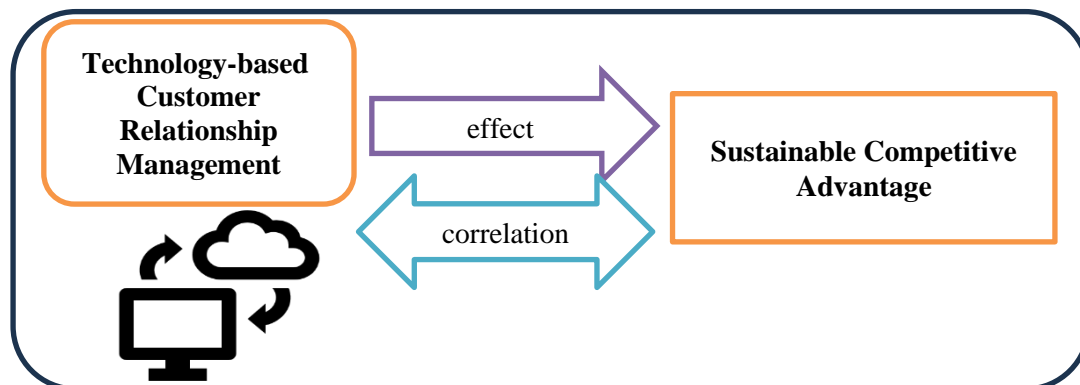 Technology-based
Customer
Relationship
Management
effect
Sustainable Competitive
Advantage
correlation